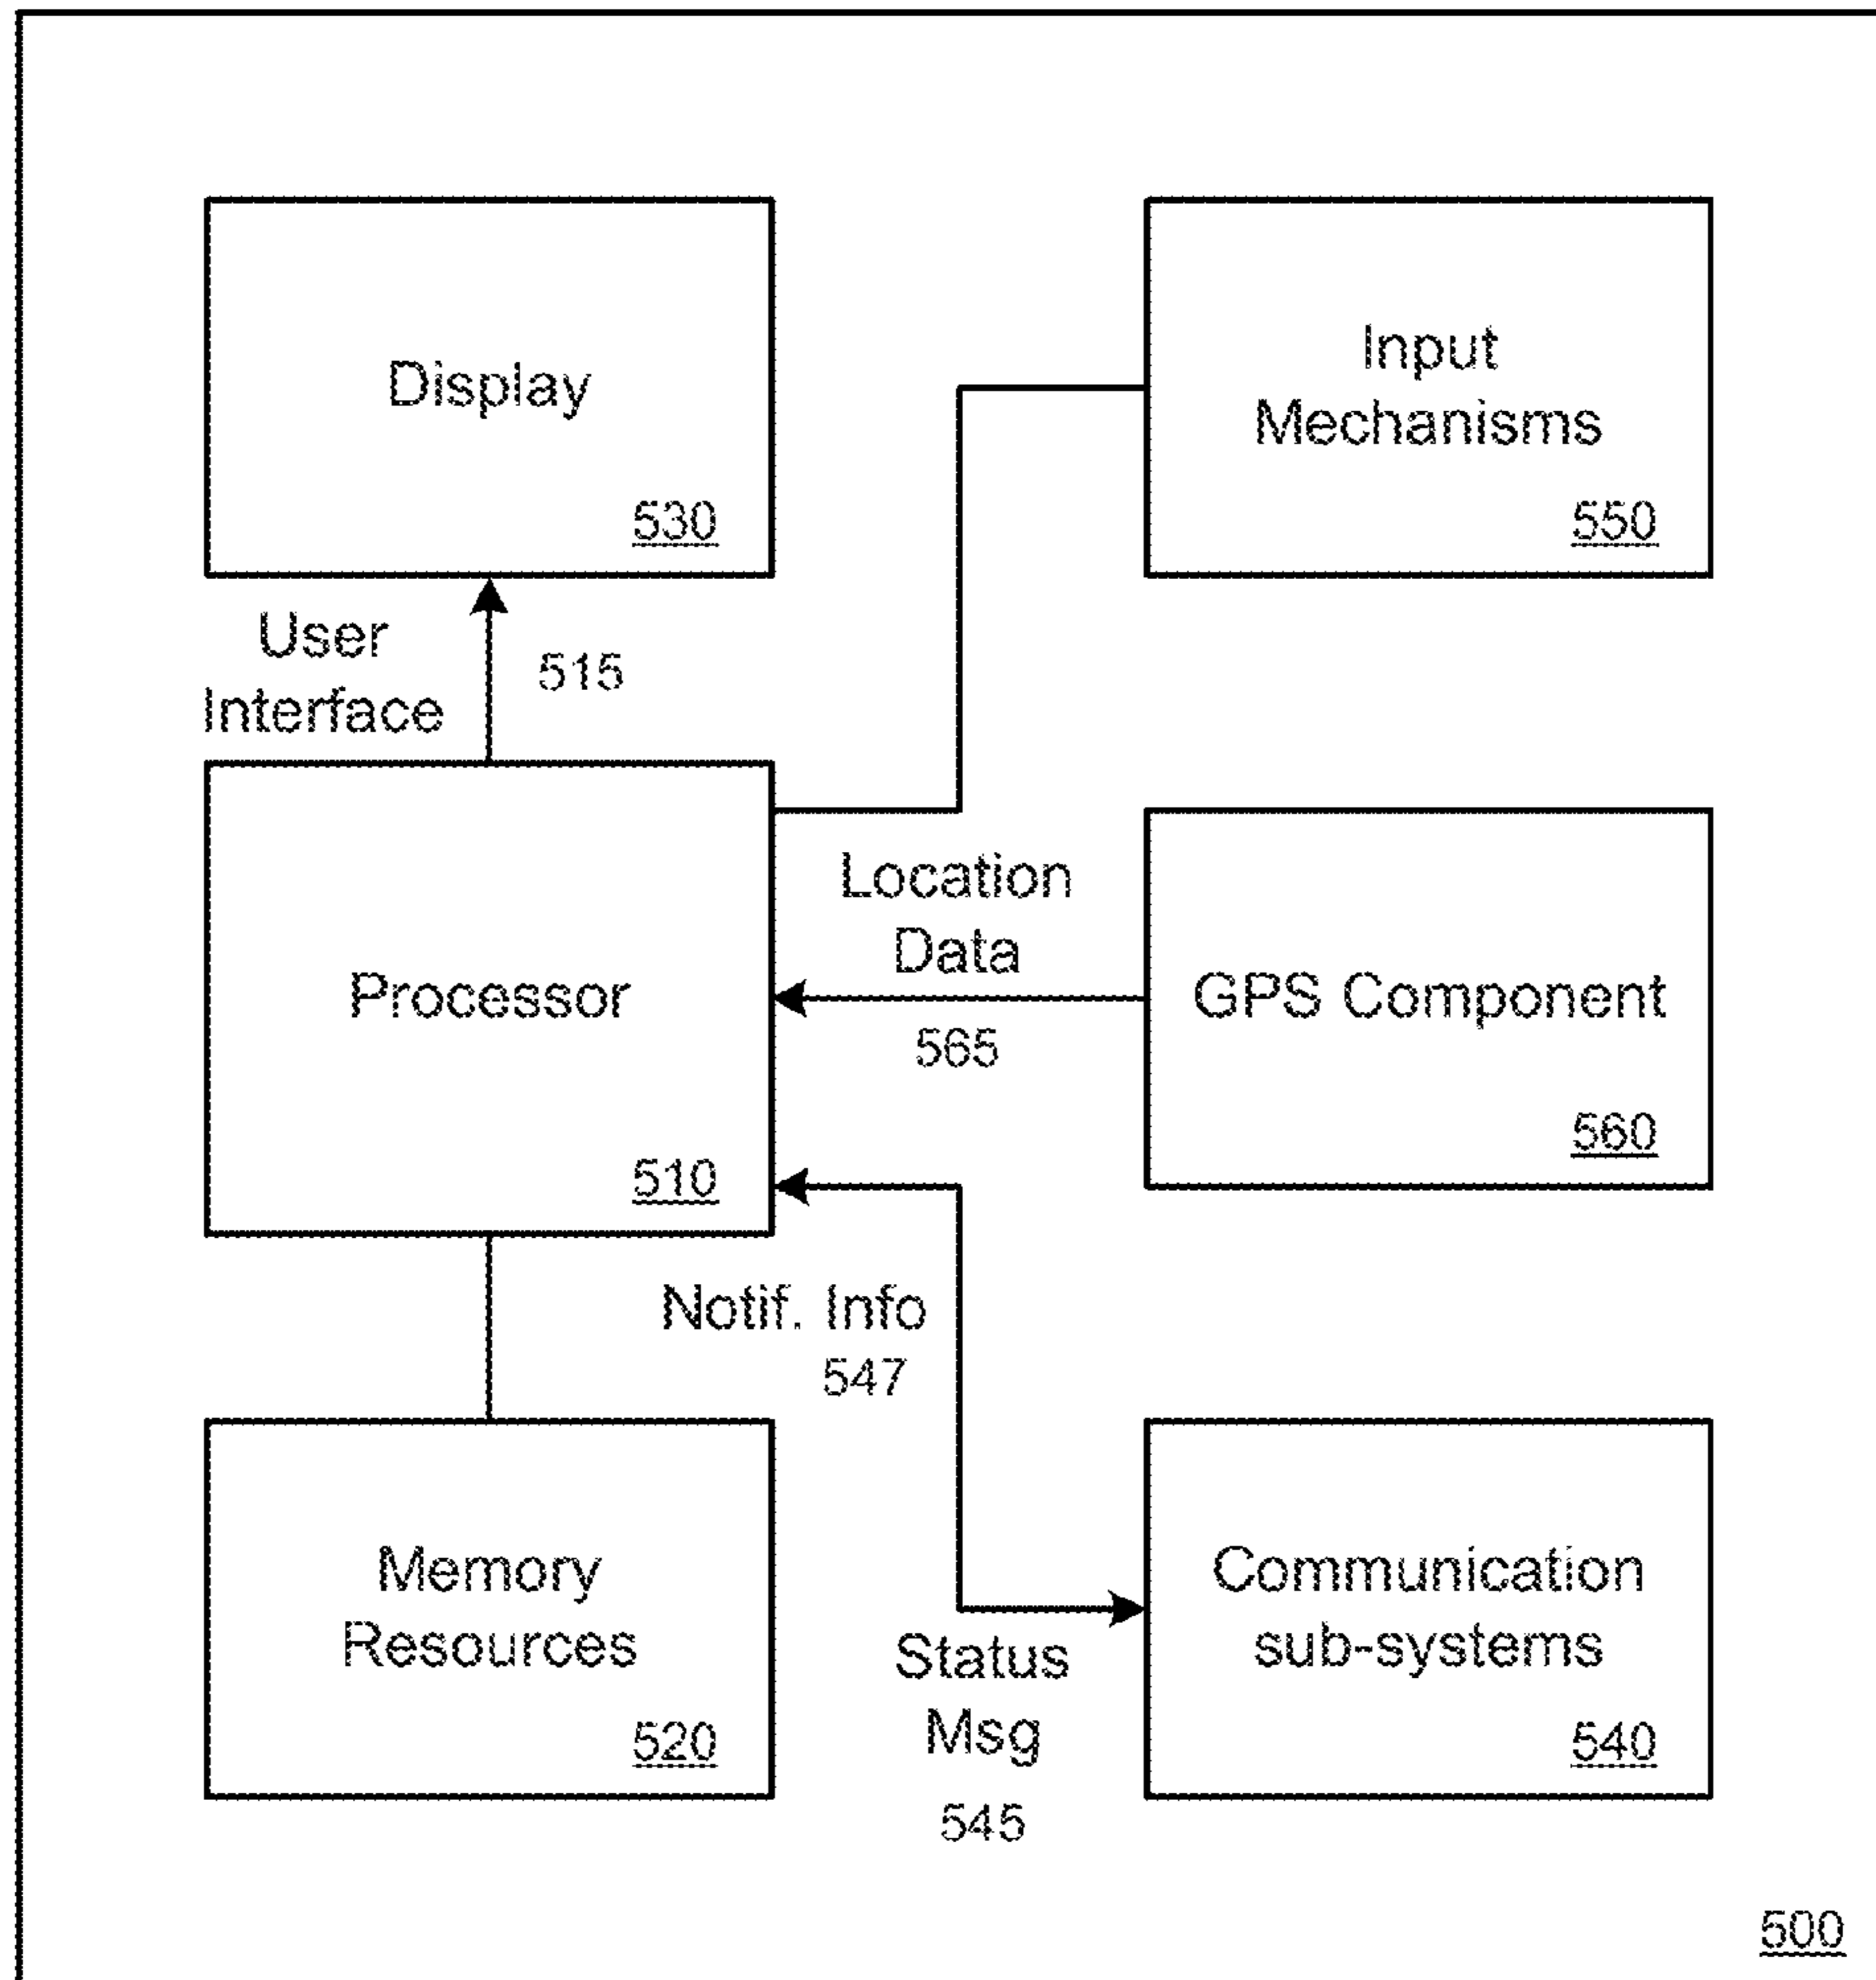 Display
530
Input
Mechanisms
550
User
Interface
515
Processor
510
Location
Data
565
GPS Component
560
Notif. Info
547
Memory
Resources
520
Status
Msg
545
Communication
sub-systems
540
500